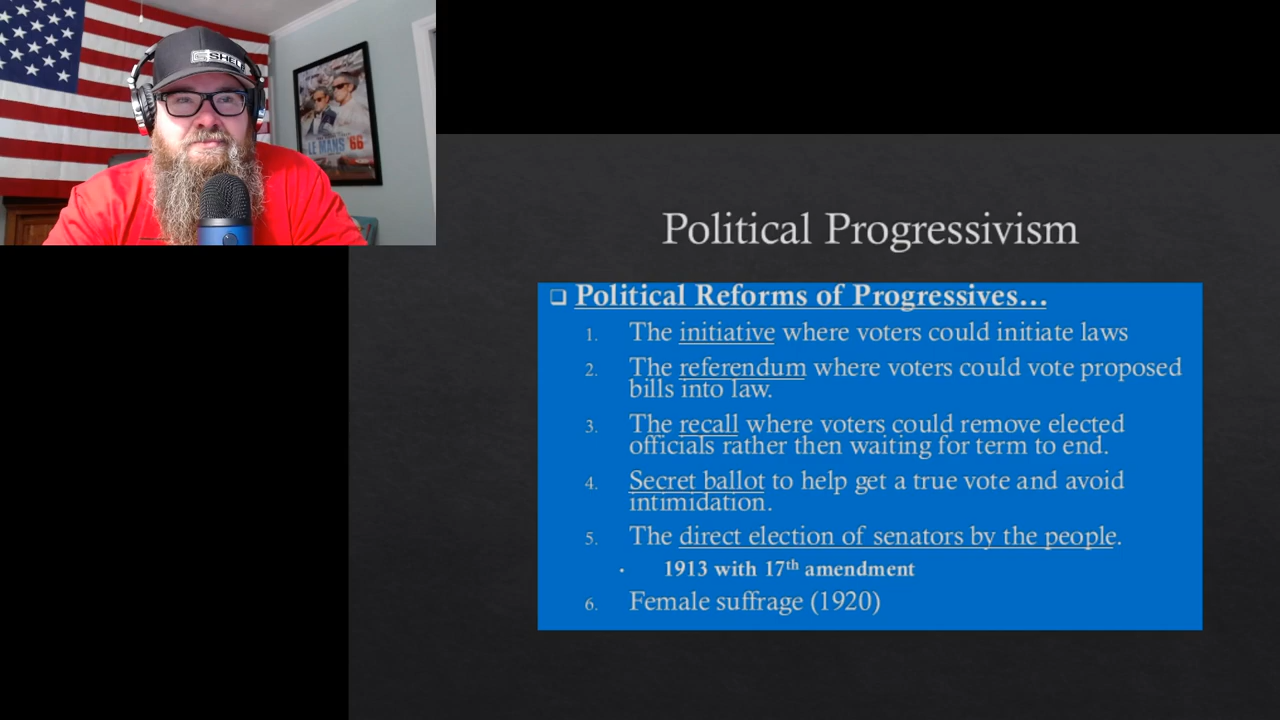 SHELB
LE MANS '66
Political Progressivism
❑ Political Reforms of Progressives...
1. The initiative where voters could initiate laws
2. The referendum where voters could vote proposed
bills into law.
3. The recall where voters could remove elected
officials rather then waiting for term to end.
4. Secret ballot to help get a true vote and avoid
intimidation.
5. The direct election of senators by the people.
· 1913 with 17th amendment
6. Female suffrage (1920)